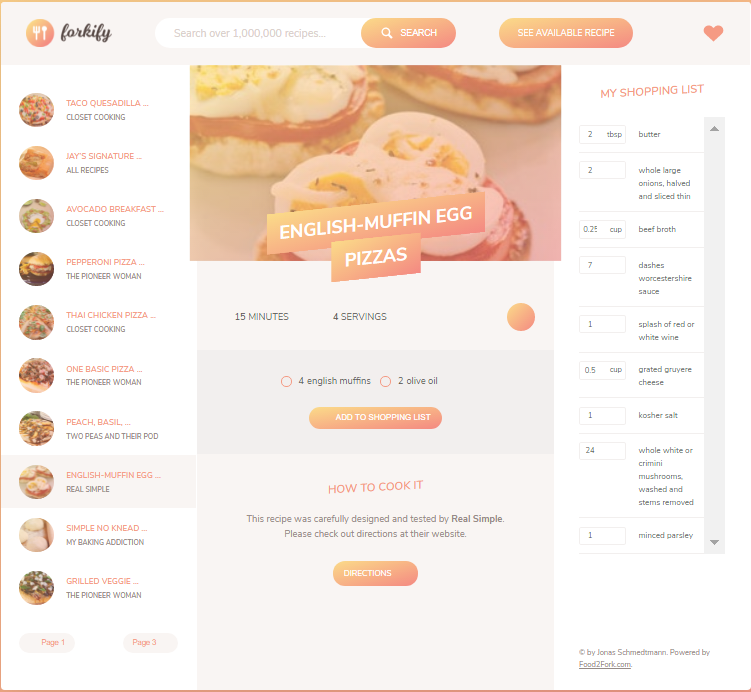 forkify
Search over 1,000,000 recipes...
SEARCH
SEE AVAILABLE RECIPE
TACO QUESADILLA ...
CLOSET COOKING
JAY'S SIGNATURE ...
ALL RECIPES
AVOCADO BREAKFAST ...
CLOSET COOKING
PEPPERONI PIZZA ...
THE PIONEER WOMAN
THAI CHICKEN PIZZA ...
CLOSET COOKING
ONE BASIC PIZZA ...
THE PIONEER WOMAN
PEACH, BASIL, ...
TWO PEAS AND THEIR POD
ENGLISH-MUFFIN EGG ...
REAL SIMPLE
SIMPLE NO KNEAD ...
MY BAKING ADDICTION
GRILLED VEGGIE ...
THE PIONEER WOMAN
Page 1
Page 3
ENGLISH-MUFFIN EGG
PIZZAS
15 MINUTES
4 SERVINGS
4 english muffins
2 olive oil
ADD TO SHOPPING LIST
HOW TO COOK IT
This recipe was carefully designed and tested by Real Simple.
Please check out directions at their website.
DIRECTIONS
MY SHOPPING LIST
2 tbsp butter
2 whole large
onions, halved
and sliced thin
0.25 cup beef broth
7 dashes
worcestershire
sauce
1 splash of red or
white wine
0.5 cup grated gruyere
cheese
1 kosher salt
24 whole white or
crimini
mushrooms,
washed and
stems removed
1 minced parsley
© by Jonas Schmedtmann. Powered by
Food2Fork.com.